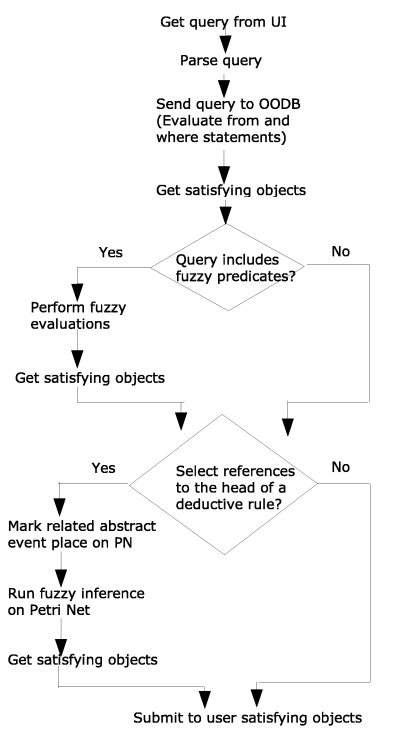 Get query from UI
Parse query
Send query to OODB
(Evaluate from and
where statements)
Get satisfying objects
Yes
No
Query includes
fuzzy predicates?
Perform fuzzy
evaluations
Get satisfying objects
Yes
No
Select references
to the head of a
deductive rule?
Mark related abstract
event place on PN
Run fuzzy inference
on Petri Net
Get satisfying objects
Submit to user satisfying objects